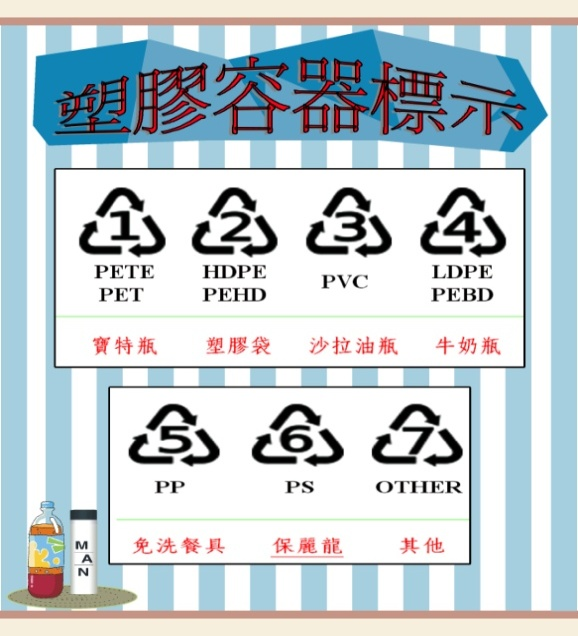 塑膠容器標示
1 2 3 4
PETE HDPE PVC LDPE
PET PEHD PEBD
寶特瓶 塑膠袋 沙拉油瓶 牛奶瓶
5 6 7
PP PS OTHER
免洗餐具 保麗龍 其他
MAN